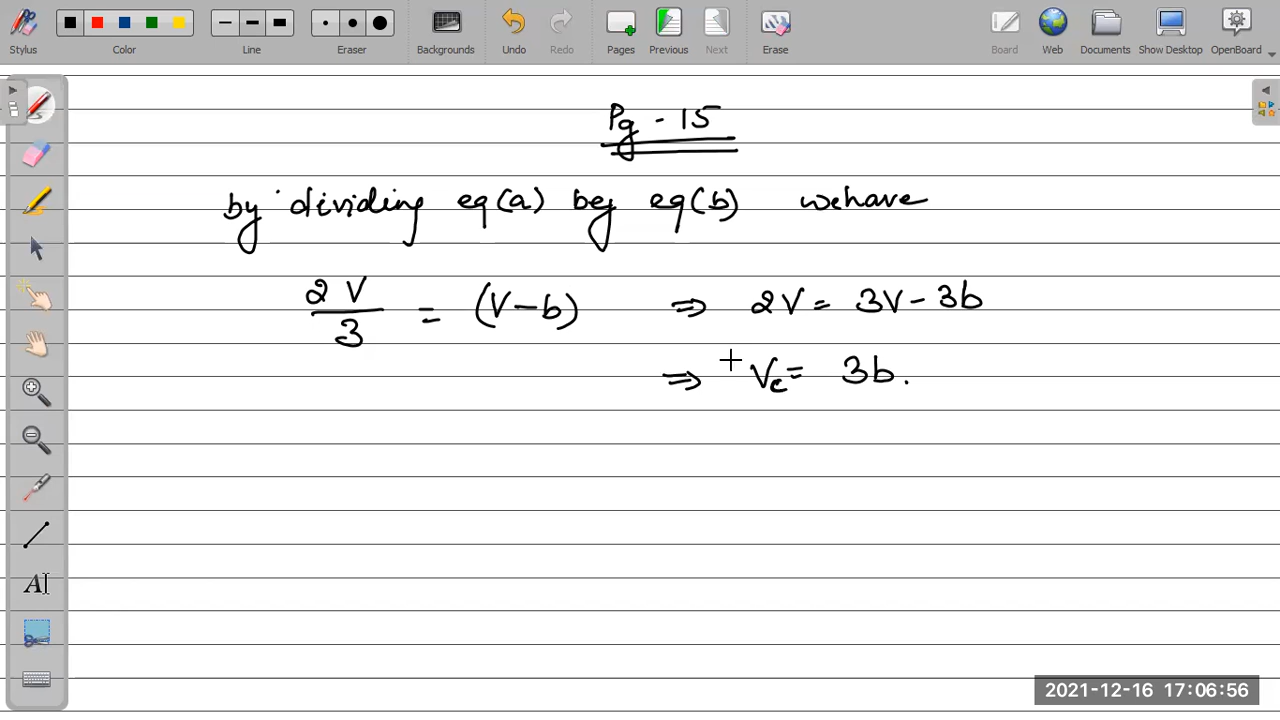 Stylus Color Line Eraser Backgrounds Undo Redo Pages Previous Next Erase Board Web Documents Show Desktop OpenBoard
Pg - 15
by dividing eq(a) by eq(b) we have
2V/3 = (V-b) ⇒ 2V = 3V - 3b
⇒ Vc = 3b.
2021-12-16 17:06:56